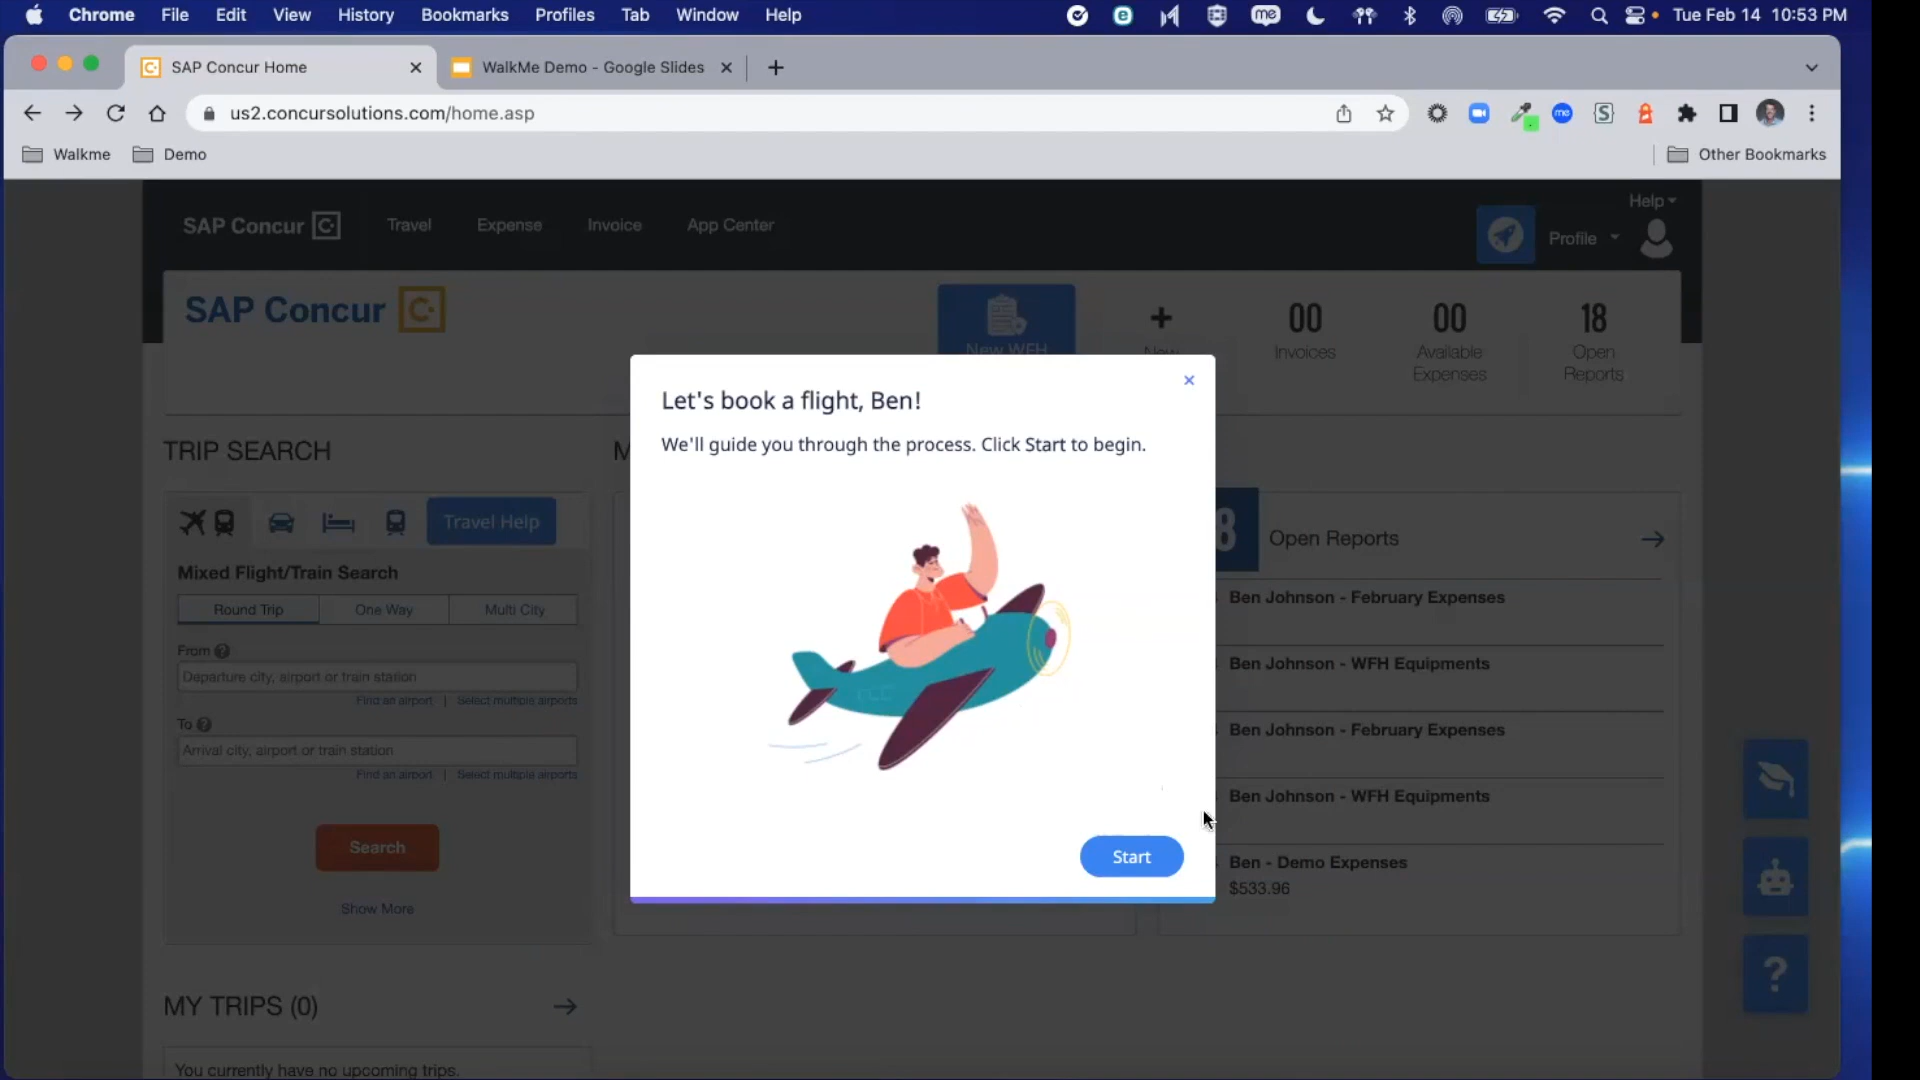 Chrome File Edit View History Bookmarks Profiles Tab Window Help me Tue Feb 14 10:53 PM
SAP Concur Home WalkMe Demo - Google Slides
us2.concursolutions.com/home.asp
Walkme Demo Other Bookmarks
Help
SAP Concur Travel Expense Invoice App Center Profile
SAP Concur
New WFH
+
New
00
Invoices
00
Available
Expenses
18
Open
Reports
Let's book a flight, Ben!
We'll guide you through the process. Click Start to begin.
Start
TRIP SEARCH
Travel Help
Mixed Flight/Train Search
Round Trip One Way Multi City
From
Departure city, airport or train station
Find an airport | Select multiple airports
To
Arrival city, airport or train station
Find an airport | Select multiple airports
Search
Show More
Open Reports
Ben Johnson - February Expenses
Ben Johnson - WFH Equipments
Ben Johnson - February Expenses
Ben Johnson - WFH Equipments
Ben - Demo Expenses
$533.96
MY TRIPS (0)
You currently have no upcoming trips.